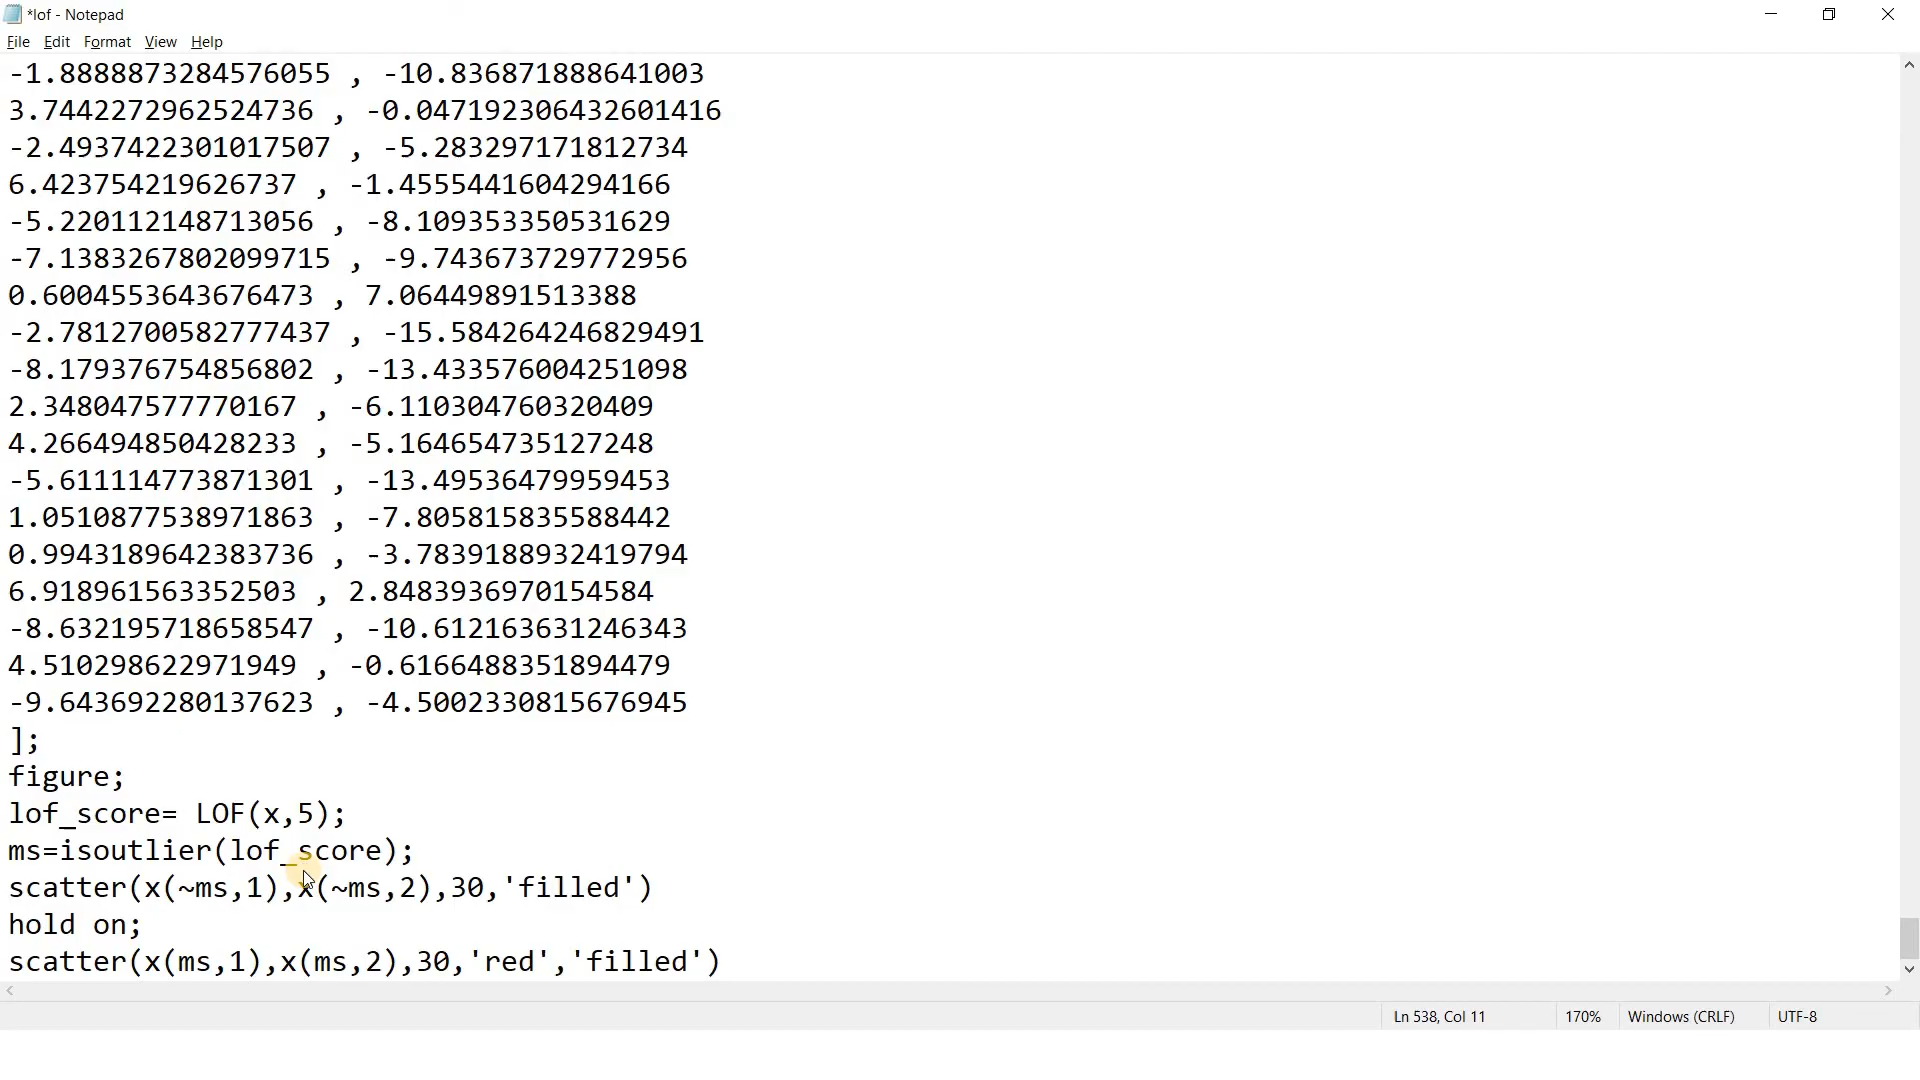 *lof - Notepad
File Edit Format View Help
-1.8888873284576055 , -10.836871888641003
3.7442272962524736 , -0.047192306432601416
-2.4937422301017507 , -5.283297171812734
6.423754219626737 , -1.4555441604294166
-5.220112148713056 , -8.109353350531629
-7.1383267802099715 , -9.743673729772956
0.6004553643676473 , 7.06449891513388
-2.7812700582777437 , -15.584264246829491
-8.179376754856802 , -13.433576004251098
2.348047577770167 , -6.110304760320409
4.266494850428233 , -5.164654735127248
-5.611114773871301 , -13.49536479959453
1.0510877538971863 , -7.805815835588442
0.9943189642383736 , -3.7839188932419794
6.918961563352503 , 2.8483936970154584
-8.632195718658547 , -10.612163631246343
4.510298622971949 , -0.6166488351894479
-9.643692280137623 , -4.5002330815676945
];
figure;
lof_score= LOF(x,5);
ms=isoutlier(lof_score);
scatter(x(~ms,1),x(~ms,2),30,'filled')
hold on;
scatter(x(ms,1),x(ms,2),30,'red','filled')
Ln 538, Col 11 170% Windows (CRLF) UTF-8